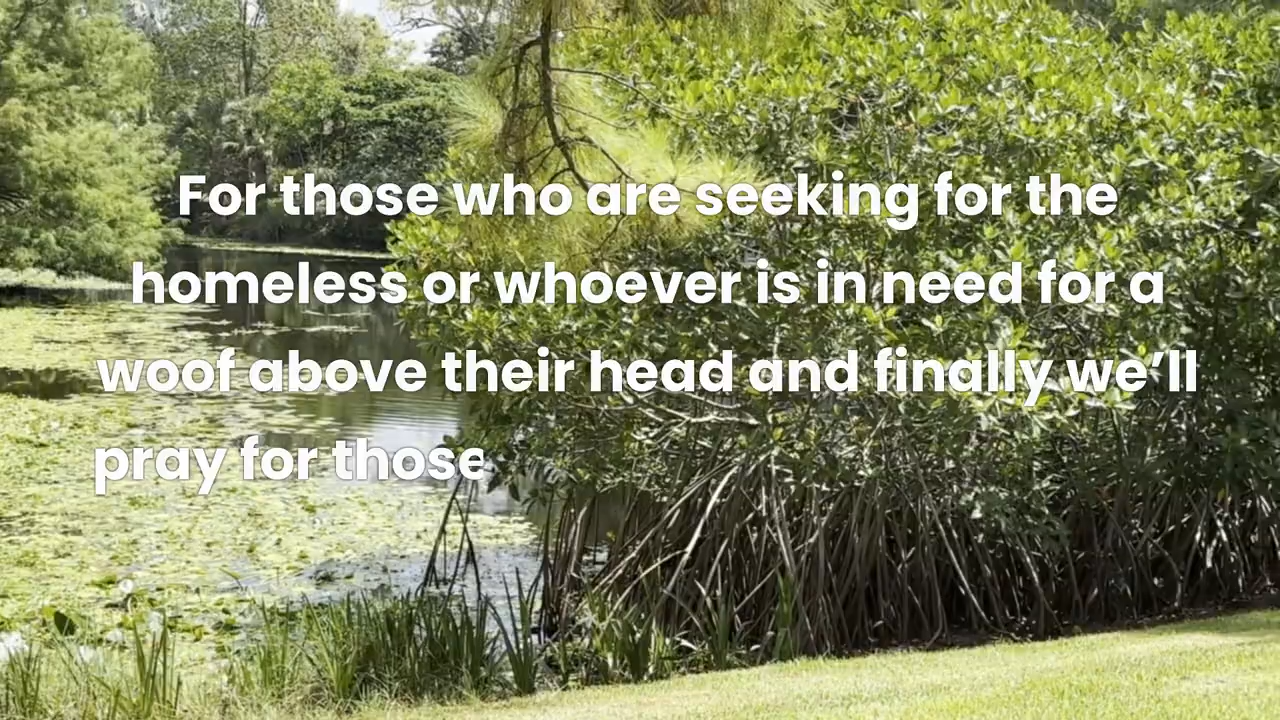 For those who are seeking for the
homeless or whoever is in need for a
woof above their head and finally we’ll
pray for those